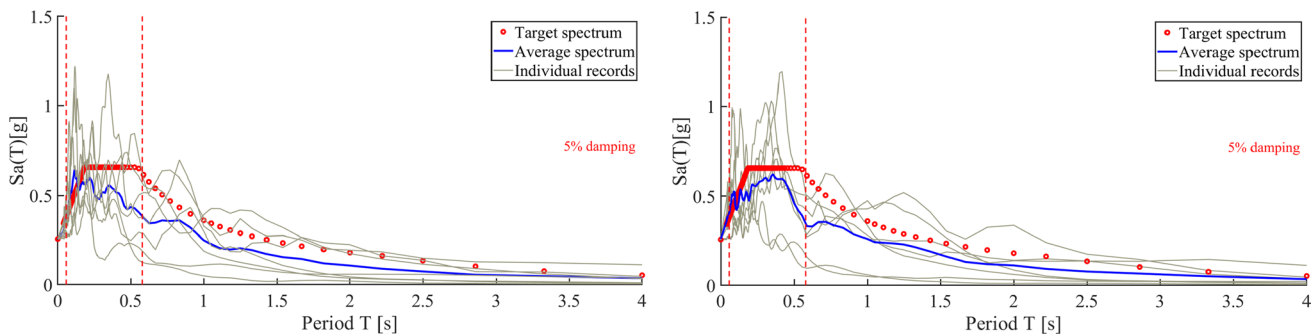 1.5
Target spectrum
Average spectrum
Individual records
1
Sa(T)[g]
5% damping
0.5
0
0
0.5
1
1.5
2
2.5
3
3.5
4
Period T [s]
1.5
Target spectrum
Average spectrum
Individual records
1
Sa(T)[g]
5% damping
0.5
0
0
0.5
1
1.5
2
2.5
3
3.5
4
Period T [s]